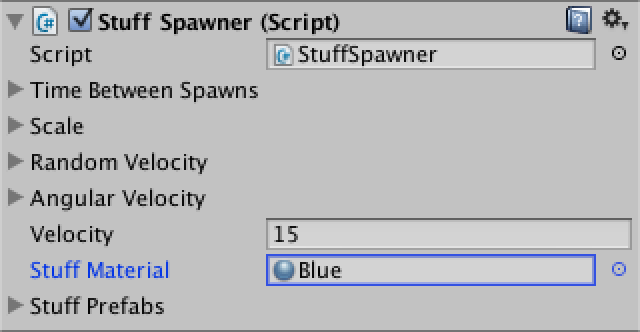 Stuff Spawner (Script)
Script StuffSpawner
Time Between Spawns
Scale
Random Velocity
Angular Velocity
Velocity 15
Stuff Material Blue
Stuff Prefabs